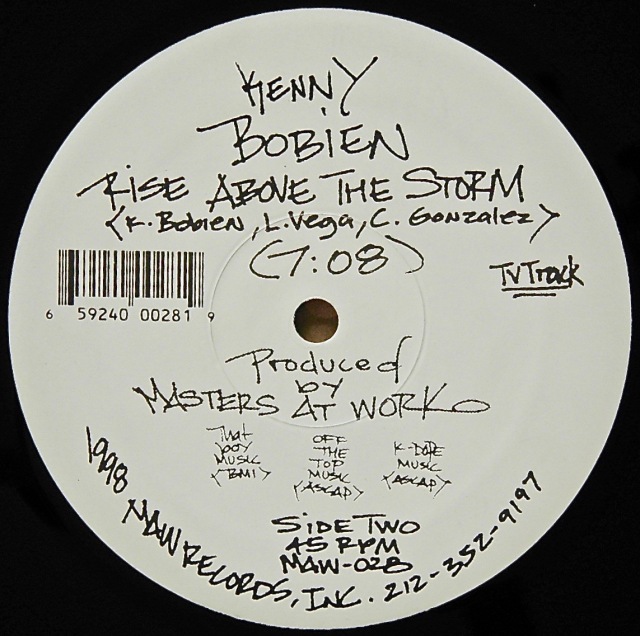 KENNY
BOBIEN
RISE ABOVE THE STORM
<K. Bobien, L. Vega, C. Gonzalez>
(7:08)
TV Track
6 59240 00281 9
Produced
by
MASTERS AT WORK
That
boy
MUSIC
<BMI>
OFF
THE
TOP
MUSIC
<ASCAP>
K-DOPE
MUSIC
<ASCAP>
SIDE TWO
45 RPM
MAW-028
1998 MAW RECORDS, INC. 212-352-9197